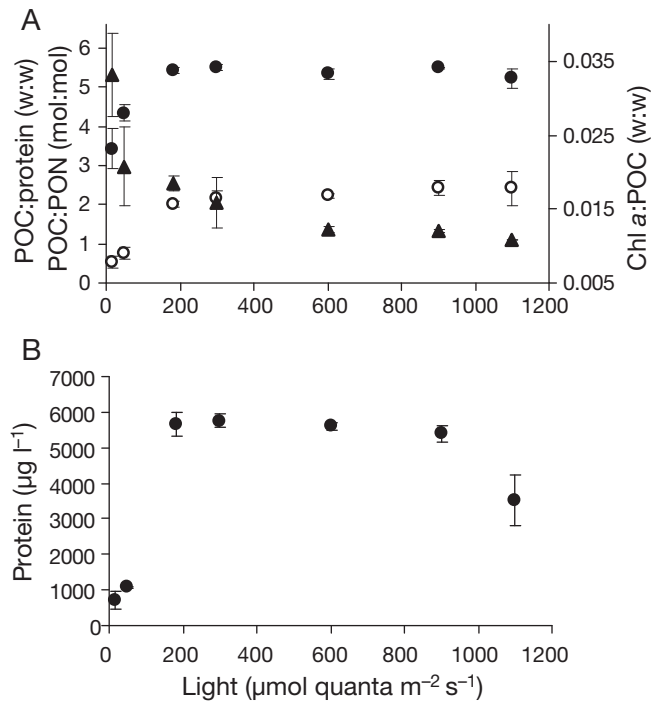 A
POC:protein (w:w)
POC:PON (mol:mol)
6
5
4
3
2
1
0
0.035
0.025
0.015
0.005
Chl a:POC (w:w)
0 200 400 600 800 1000 1200
B
Protein (µg l⁻¹)
7000
6000
5000
4000
3000
2000
1000
0
0 200 400 600 800 1000 1200
Light (µmol quanta m⁻² s⁻¹)